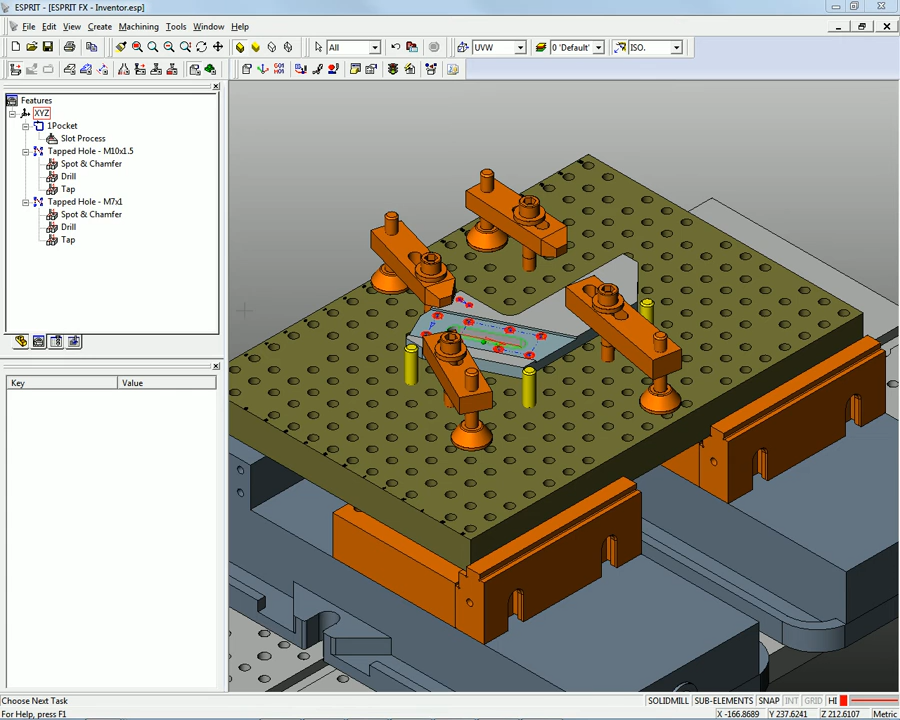 ESPRIT - [ESPRIT FX - Inventor.esp]
File Edit View Create Machining Tools Window Help
All UVW 0 'Default' ISO.
Features
XYZ
1Pocket
Slot Process
Tapped Hole - M10x1.5
Spot & Chamfer
Drill
Tap
Tapped Hole - M7x1
Spot & Chamfer
Drill
Tap
Key Value
Choose Next Task SOLIDMILL SUB-ELEMENTS SNAP INT GRID HI
For Help, press F1 X -166.8689 Y 237.6241 Z 212.6107 Metric